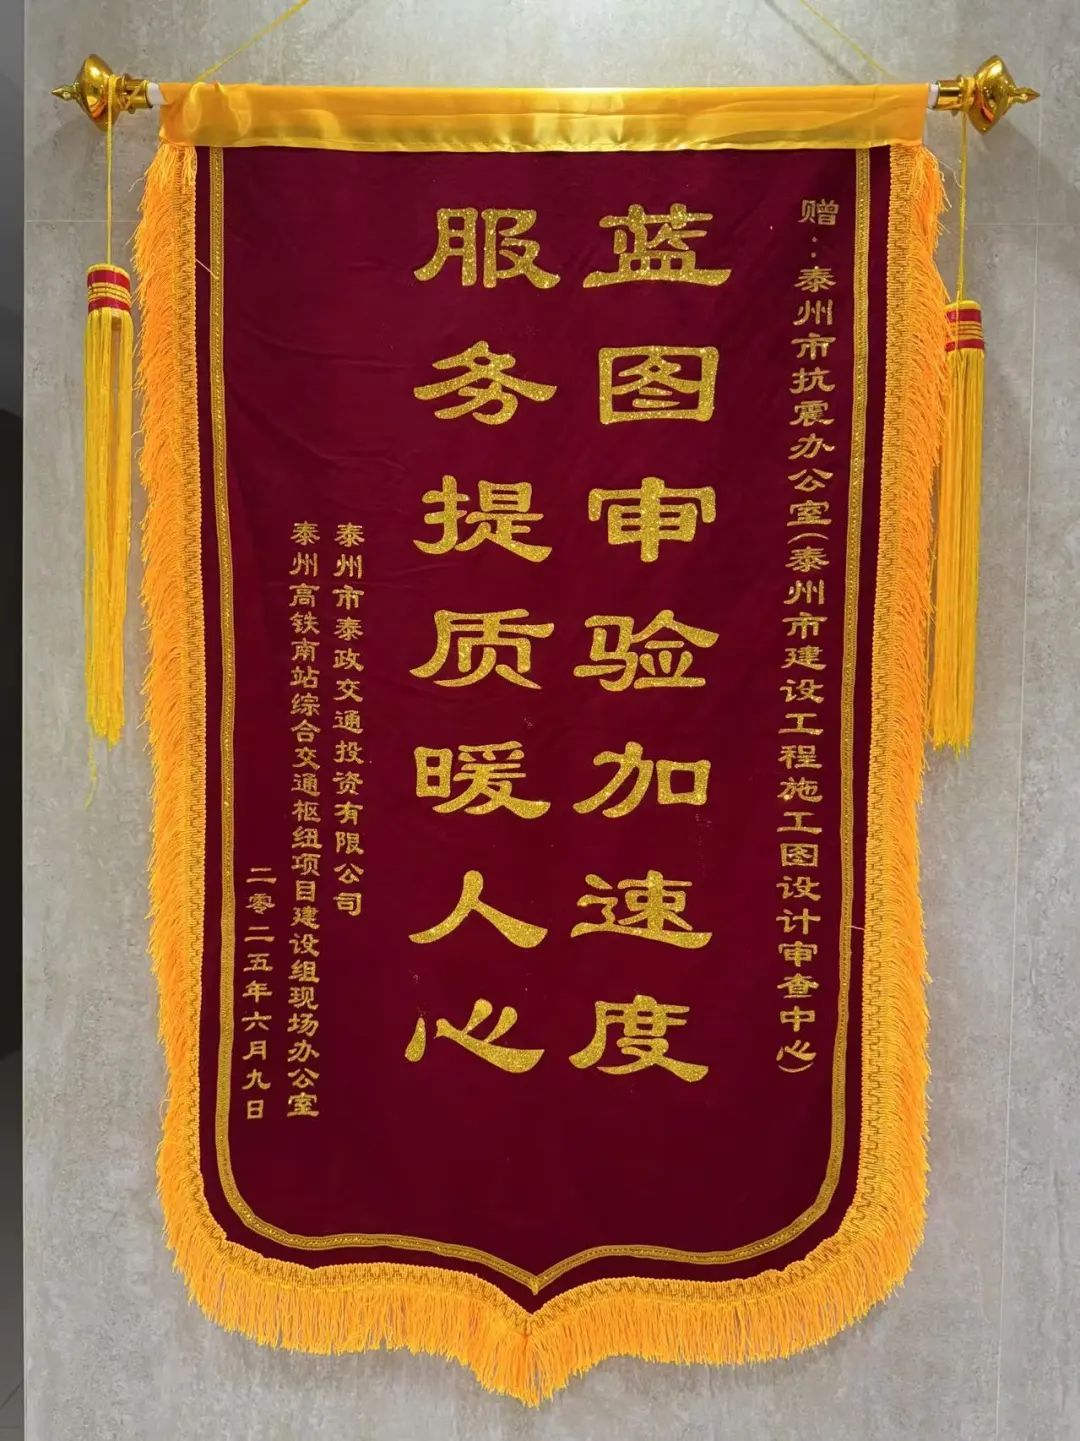 赠：泰州市抗震办公室（泰州市建设工程施工图设计审查中心）
蓝图审验加速度
服务提质暖人心
泰州市泰政交通投资有限公司
泰州高铁南站综合交通枢纽项目建设组现场办公室
二零二五年六月九日